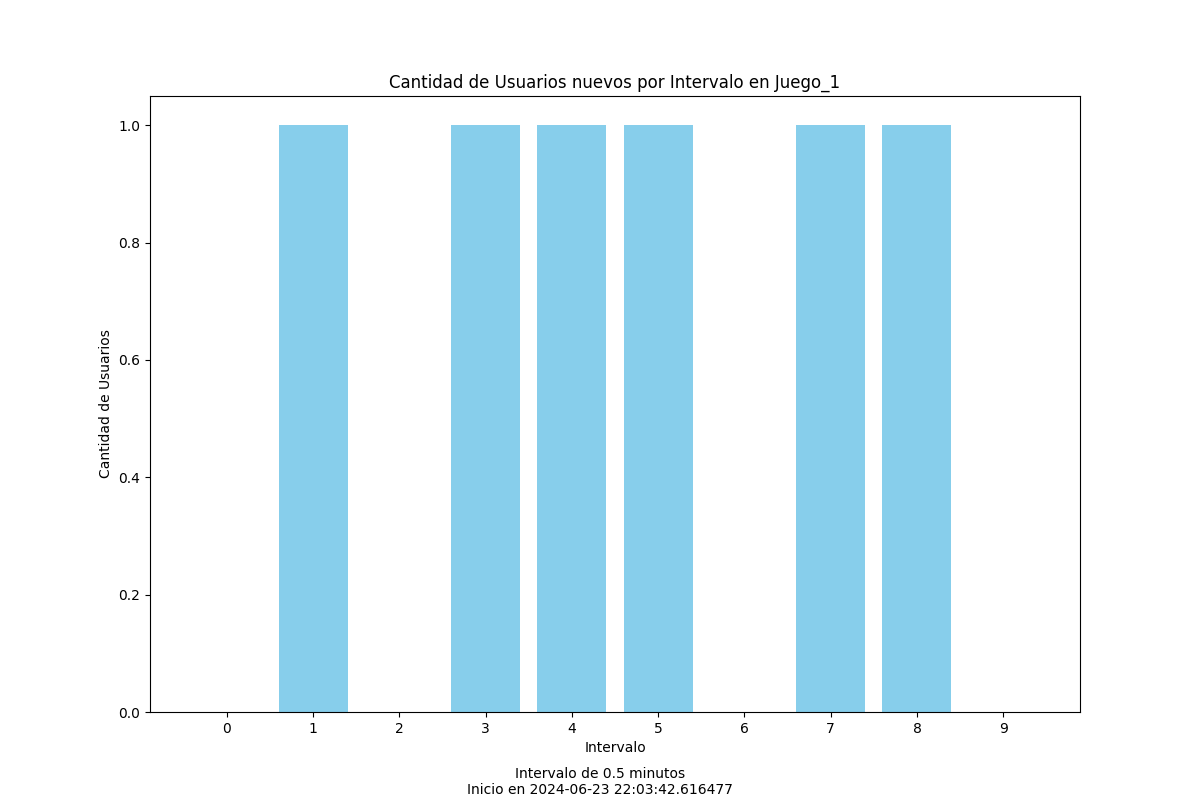 Cantidad de Usuarios nuevos por Intervalo en Juego_1
Cantidad de Usuarios
1.0
0.8
0.6
0.4
0.2
0.0
0 1 2 3 4 5 6 7 8 9
Intervalo
Intervalo de 0.5 minutos
Inicio en 2024-06-23 22:03:42.616477